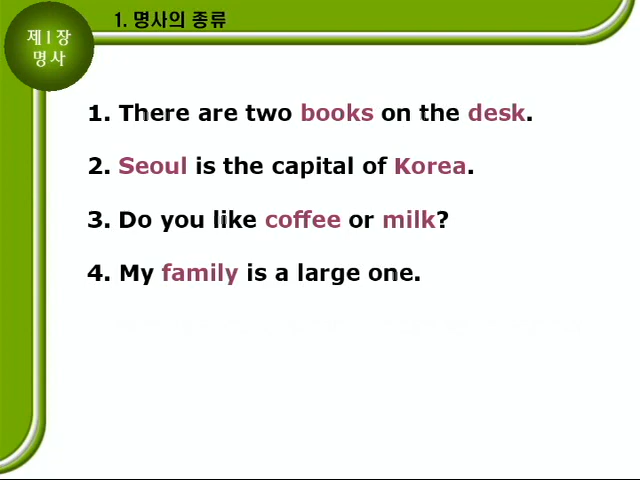 제1장
명사
1. 명사의 종류
1. There are two books on the desk.
2. Seoul is the capital of Korea.
3. Do you like coffee or milk?
4. My family is a large one.